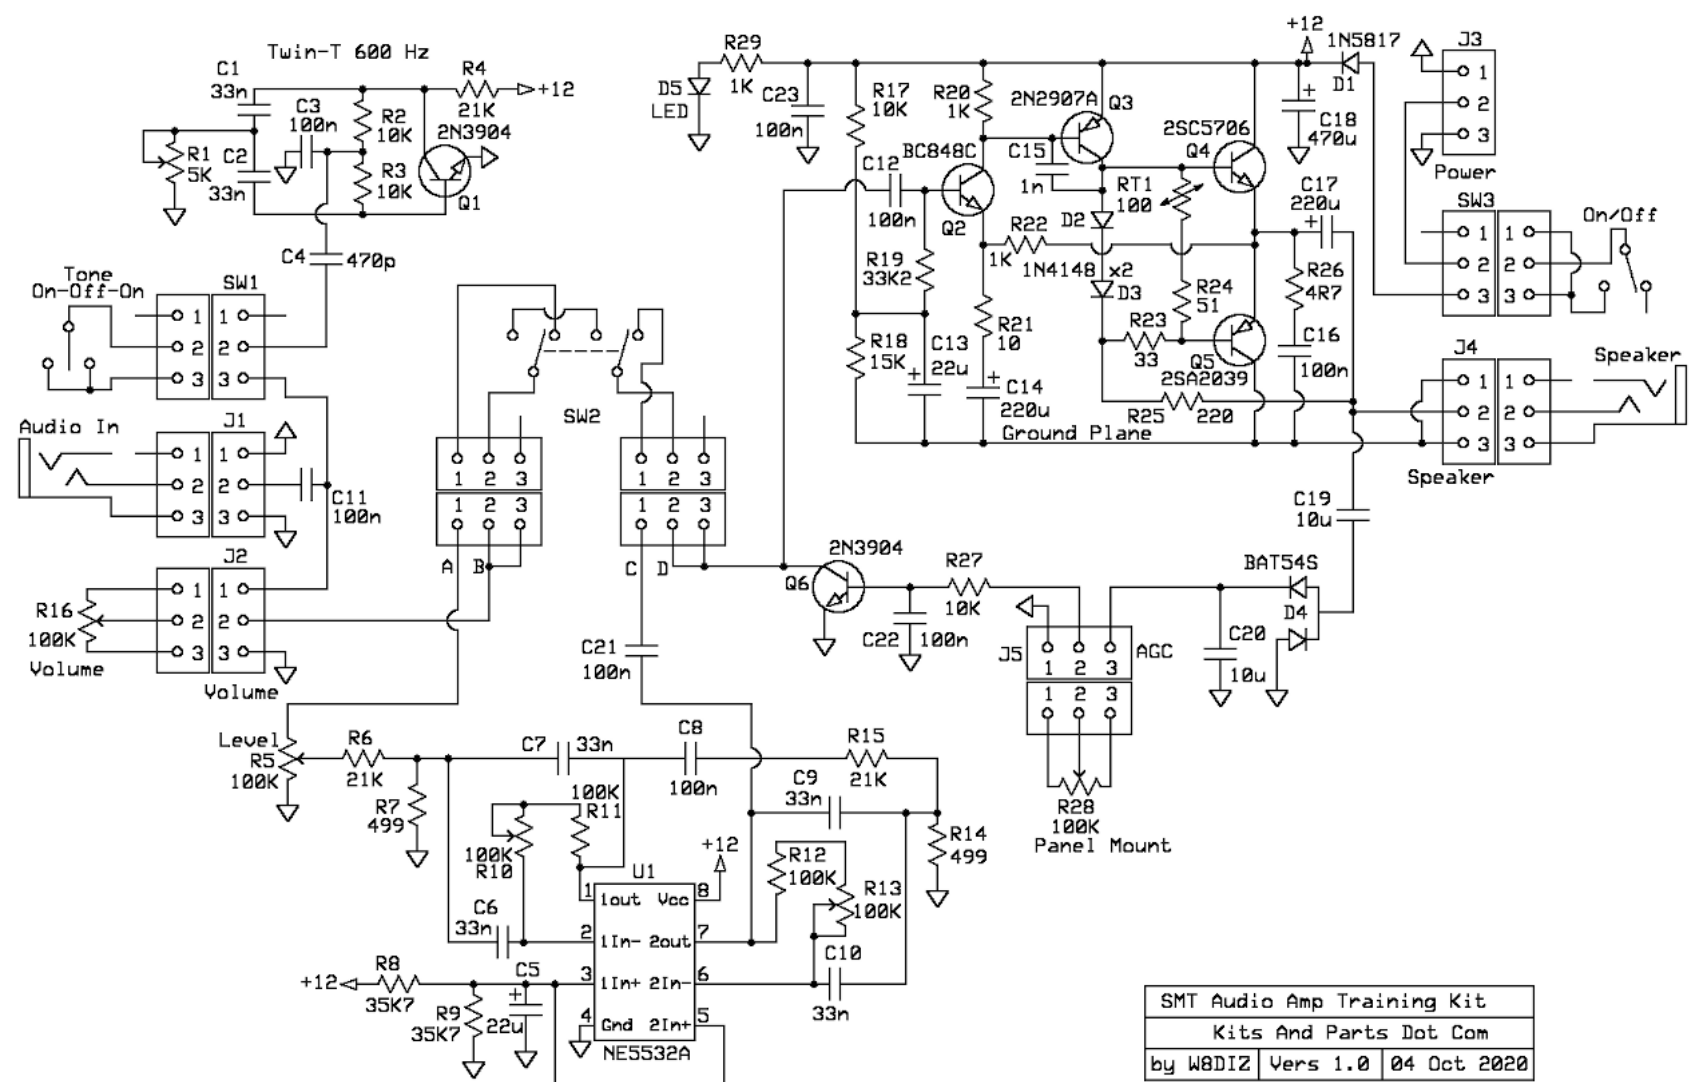 Twin-T 600 Hz
C1
33n
C3
100n
R4
21K
+12
R2
10K
2N3904
R1
5K
C2
33n
R3
10K
Q1
C4
470p
Tone
On-Off-On
SW1
1 1
2 2
3 3
Audio In
J1
1 1
2 2
3 3
C11
100n
J2
1 1
2 2
3 3
R16
100K
Volume
Volume
SW2
1 2 3
1 2 3
A B
1 2 3
1 2 3
C D
C21
100n
R29
1K
D5
LED
C23
100n
R17
10K
R20
1K
2N2907A
Q3
+12
1N5817
D1
C18
470u
+
J3
1
2
3
Power
BC848C
C12
100n
Q2
C15
1n
RT1
100
2SC5706
Q4
C17
220u
+
SW3
1 1
2 2
3 3
On/Off
R19
33K2
R22
1K
D2
1N4148 x2
D3
R24
51
R26
4R7
R18
15K
C13
22u
+
R21
10
R23
33
Q5
2SA2039
C16
100n
C14
220u
+
R25 220
Ground Plane
J4
1 1
2 2
3 3
Speaker
Speaker
C19
10u
2N3904
Q6
R27
10K
C22
100n
J5
1 2 3
AGC
1 2 3
BAT54S
D4
C20
10u
R28
100K
Panel Mount
Level
R5
100K
R6
21K
R7
499
C7 33n
C8
100n
R15
21K
C9
33n
100K
R11
100K
R10
+12
R12
100K
R13
100K
R14
499
U1
1 1out Vcc 8
2 1In- 2out 7
3 1In+ 2In- 6
4 Gnd 2In+ 5
NE5532A
C6
33n
C10
33n
+12
R8
35K7
R9
35K7
C5
22u
+
SMT Audio Amp Training Kit
Kits And Parts Dot Com
by W8DIZ Vers 1.0 04 Oct 2020